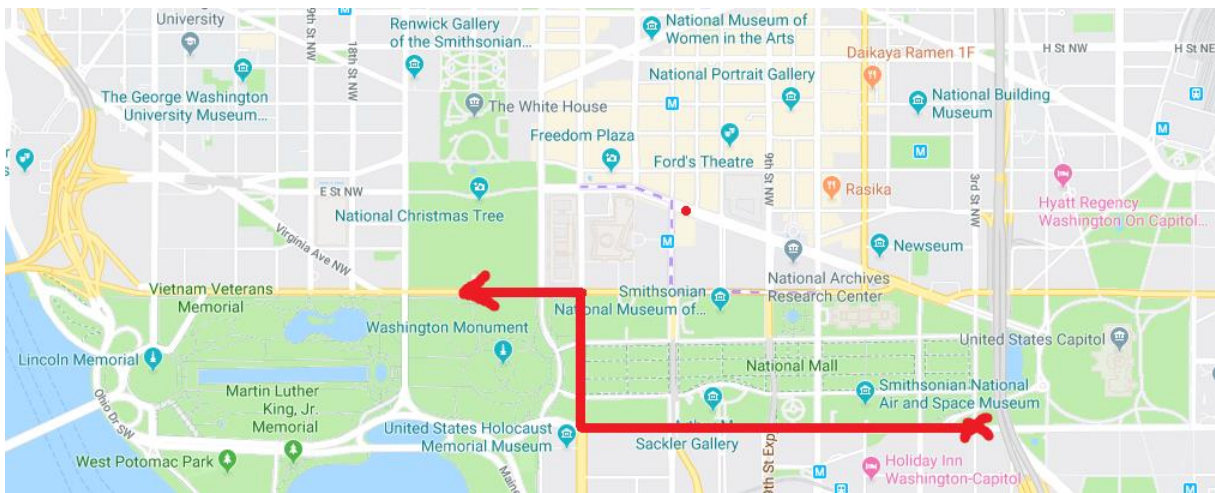 University
9th St NW
18th St NW
Renwick Gallery
of the Smithsonian...
National Museum of
Women in the Arts
Daikaya Ramen 1F
H St NW
H St NE
The George Washington
University Museum...
The White House
National Portrait Gallery
National Building
Museum
Freedom Plaza
Ford's Theatre
9th St NW
3rd St NW
E St NW
National Christmas Tree
Rasika
Hyatt Regency
Washington On Capitol...
Virginia Ave NW
Newseum
National Archives
Research Center
Vietnam Veterans
Memorial
Smithsonian
National Museum of...
Washington Monument
United States Capitol
Lincoln Memorial
National Mall
Martin Luther
King, Jr.
Memorial
Smithsonian National
Air and Space Museum
Ohio Dr SW
United States Holocaust
Memorial Museum
Sackler Gallery
West Potomac Park
Maine
Holiday Inn
Washington-Capitol
M
M
M
M
M
M
M